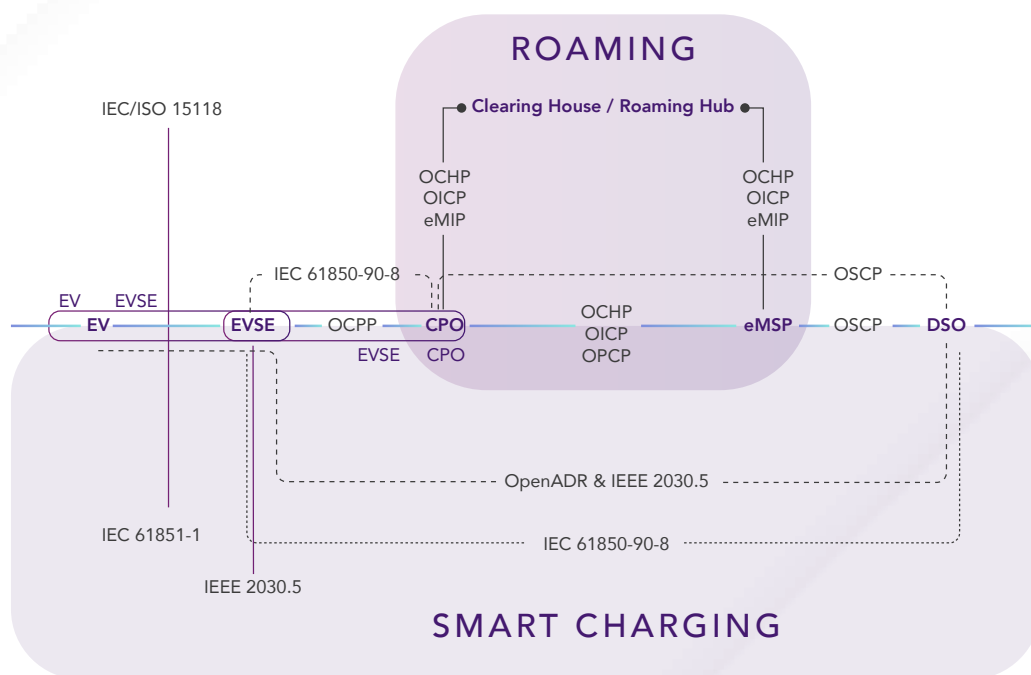 ROAMING
IEC/ISO 15118
Clearing House / Roaming Hub
OCHP
OICP
eMIP
OCHP
OICP
eMIP
IEC 61850-90-8
OSCP
EV EVSE
EV
EVSE
OCPP
CPO
OCHP
OICP
OPCP
eMSP
OSCP
DSO
EVSE CPO
OpenADR & IEEE 2030.5
IEC 61851-1
IEC 61850-90-8
IEEE 2030.5
SMART CHARGING